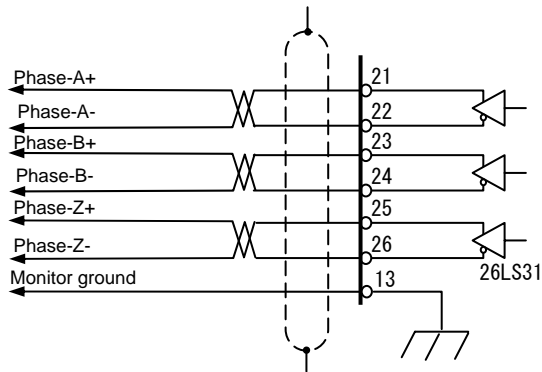 Phase-A+
21
Phase-A-
22
Phase-B+
23
Phase-B-
24
Phase-Z+
25
Phase-Z-
26
26LS31
Monitor ground
13